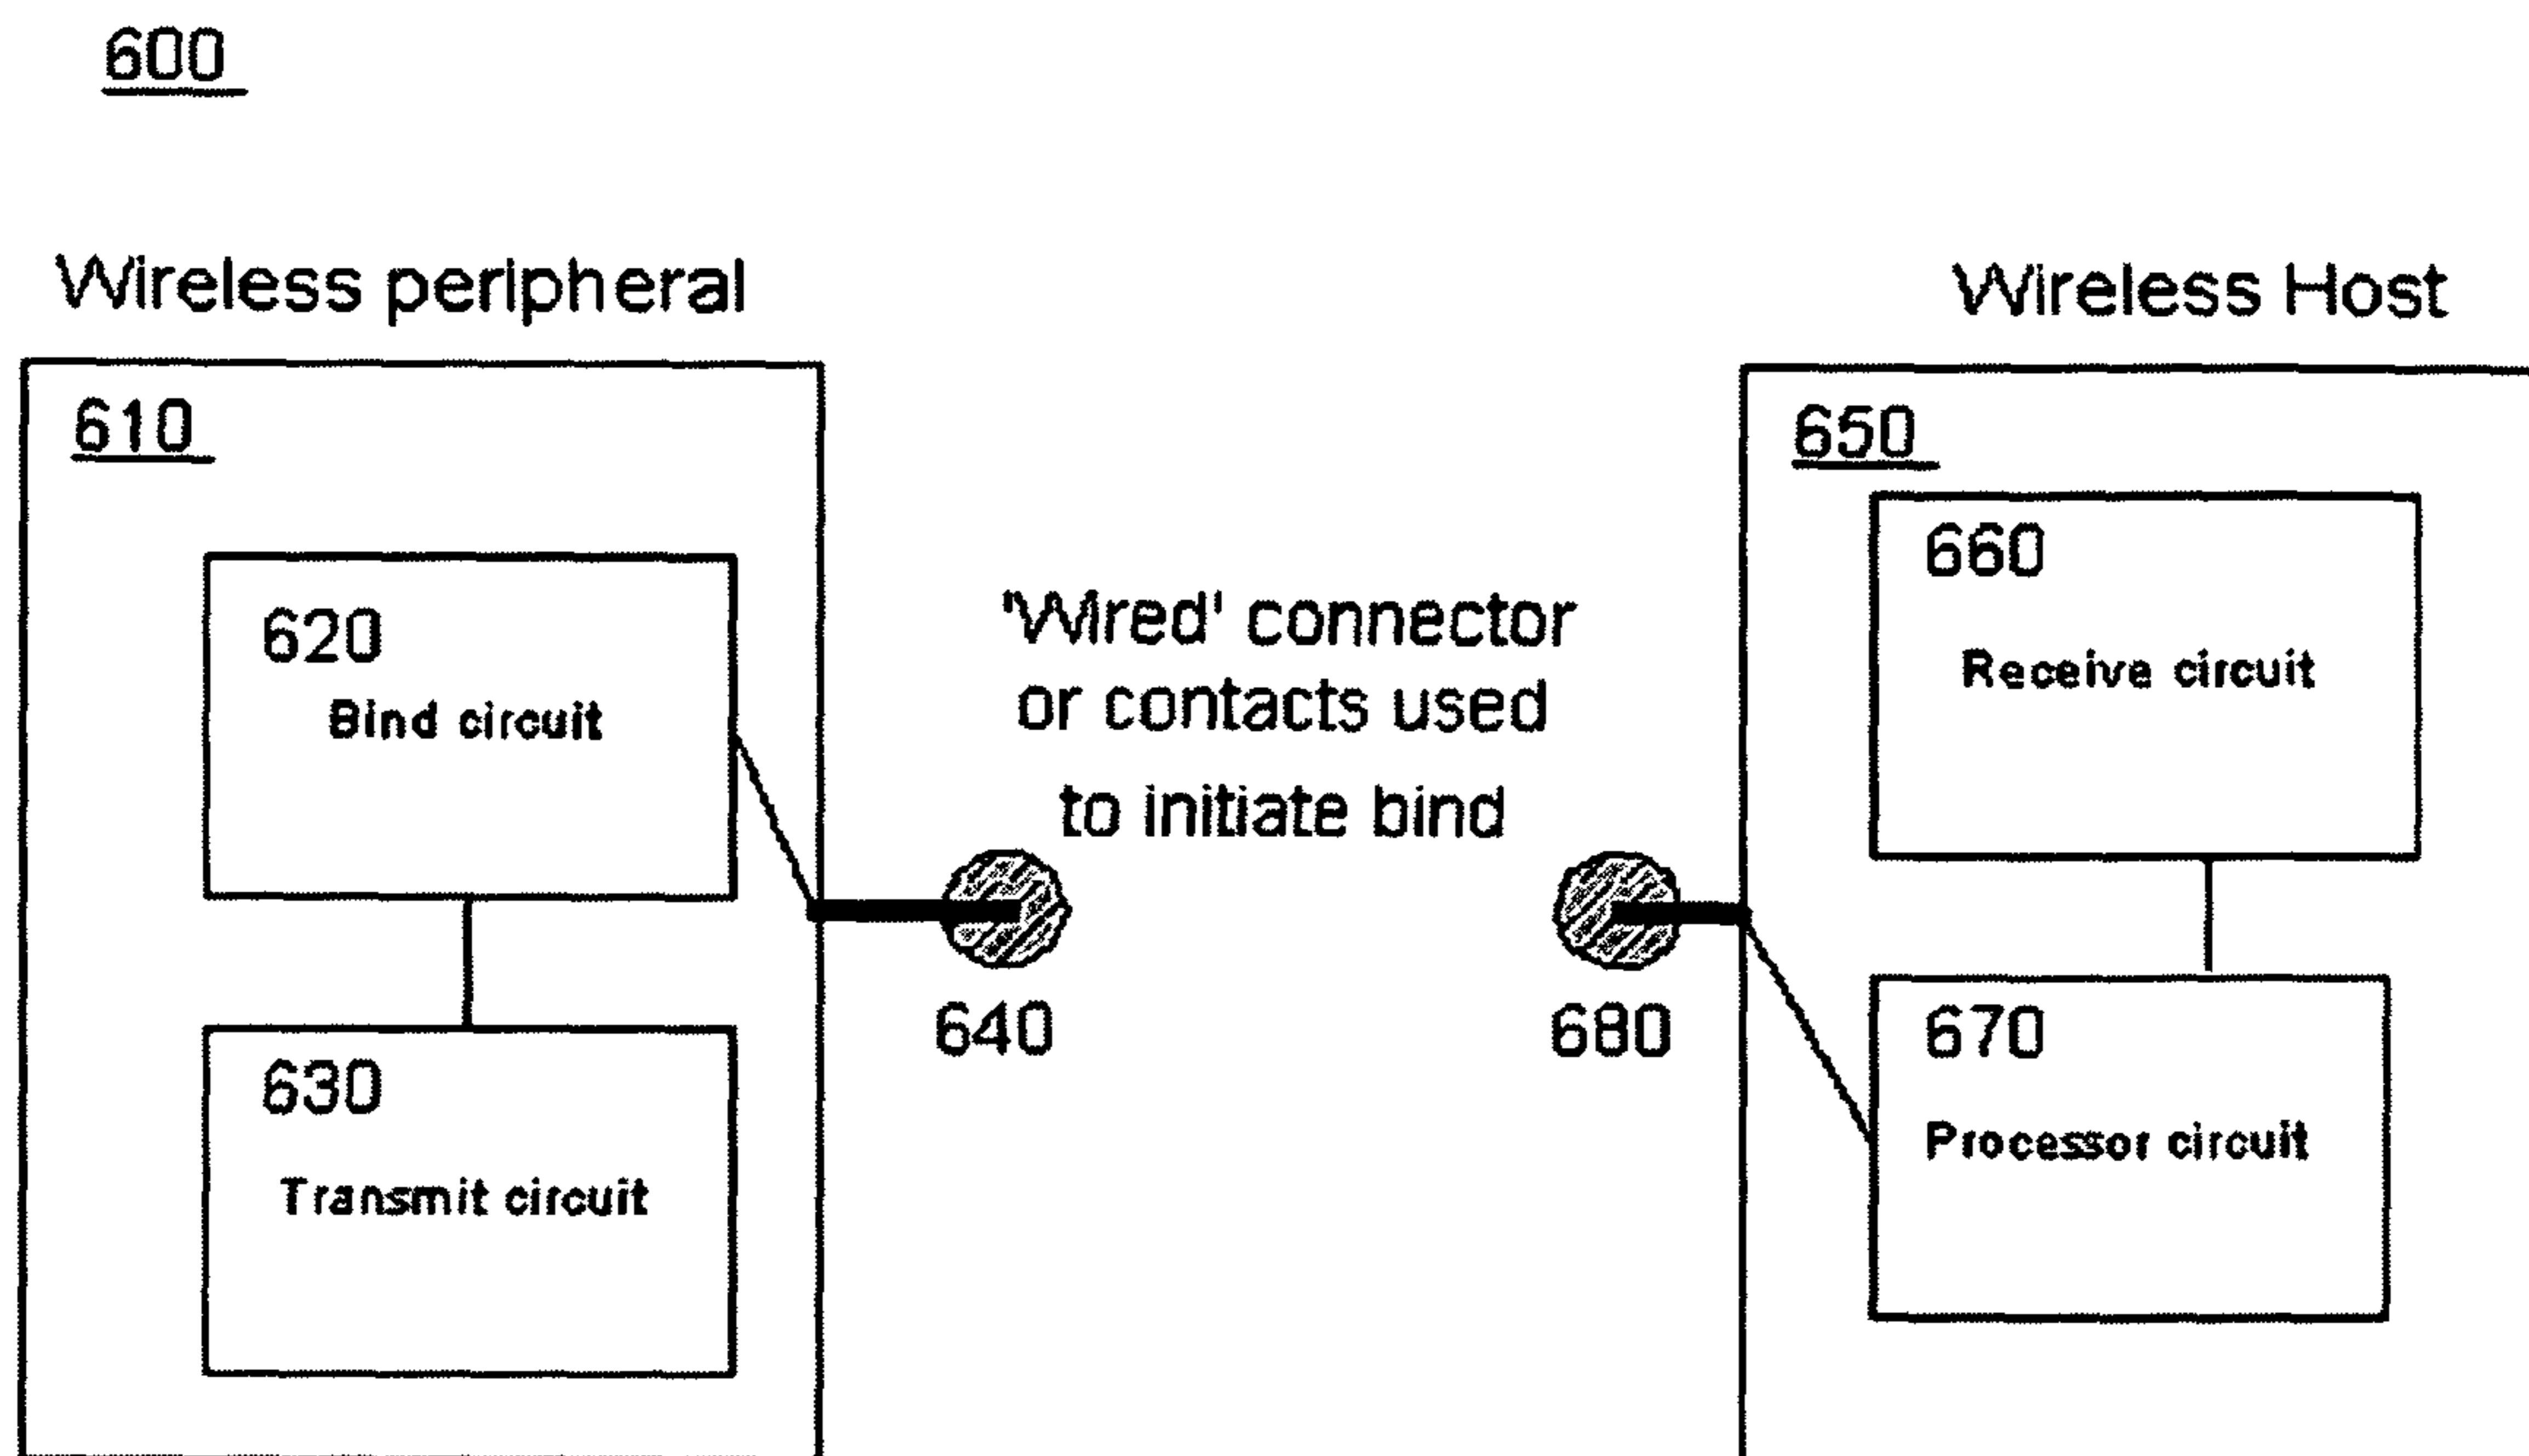 600
Wireless peripheral
Wireless Host
610
650
620
Bind circuit
'Wired' connector
or contacts used
to initiate bind
660
Receive circuit
640
680
630
Transmit circuit
670
Processor circuit